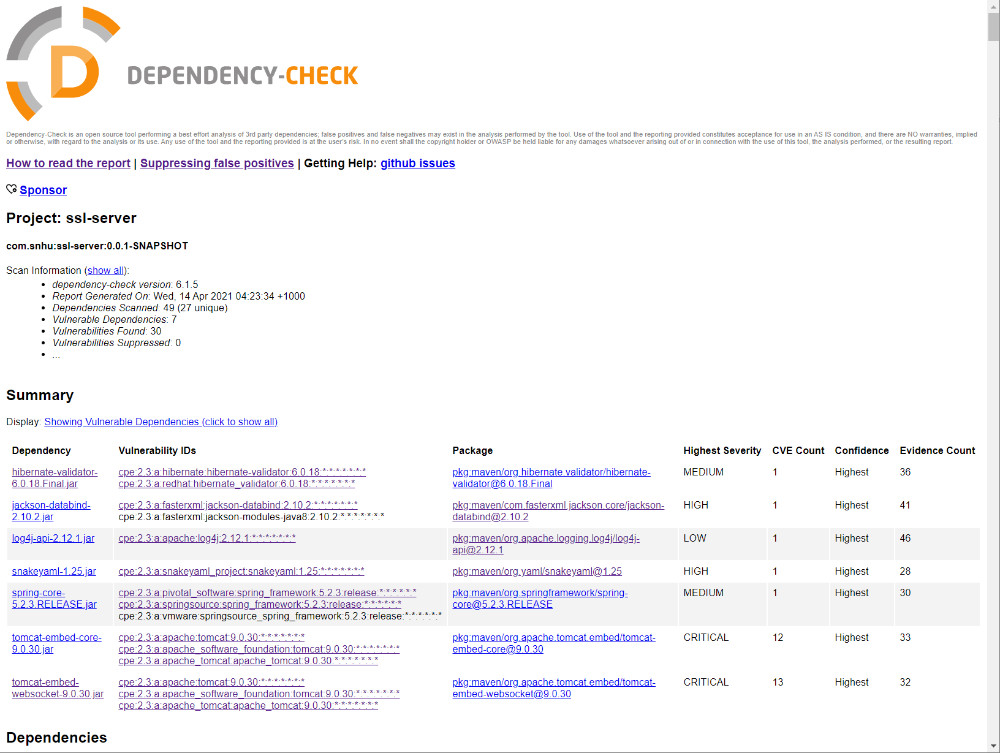 D
DEPENDENCY-CHECK
Dependency-Check is an open source tool performing a best effort analysis of 3rd party dependencies; false positives and false negatives may exist in the analysis performed by the tool. Use of the tool and the reporting provided constitutes acceptance for use in an AS IS condition, and there are NO warranties, implied
or otherwise, with regard to the analysis or its use. Any use of the tool and the reporting provided is at the user's risk. In no event shall the copyright holder or OWASP be held liable for any damages whatsoever arising out of or in connection with the use of this tool, the analysis performed, or the resulting report.
How to read the report | Suppressing false positives | Getting Help: github issues
Sponsor
Project: ssl-server
com.snhu:ssl-server:0.0.1-SNAPSHOT
Scan Information (show all):
• dependency-check version: 6.1.5
• Report Generated On: Wed, 14 Apr 2021 04:23:34 +1000
• Dependencies Scanned: 49 (27 unique)
• Vulnerable Dependencies: 7
• Vulnerabilities Found: 30
• Vulnerabilities Suppressed: 0
• ...
Summary
Display: Showing Vulnerable Dependencies (click to show all)
Dependency Vulnerability IDs Package Highest Severity CVE Count Confidence Evidence Count
hibernate-validator- cpe:2.3:a:hibernate:hibernate-validator:6.0.18:*:*:*:*:*:*:* pkg:maven/org.hibernate.validator/hibernate- MEDIUM 1 Highest 36
6.0.18.Final.jar cpe:2.3:a:redhat:hibernate_validator:6.0.18:*:*:*:*:*:*:* validator@6.0.18.Final
jackson-databind- cpe:2.3:a:fasterxml:jackson-databind:2.10.2:*:*:*:*:*:*:* pkg:maven/com.fasterxml.jackson.core/jackson- HIGH 1 Highest 41
2.10.2.jar cpe:2.3:a:fasterxml:jackson-modules-java8:2.10.2:*:*:*:*:*:*:* databind@2.10.2
log4j-api-2.12.1.jar cpe:2.3:a:apache:log4j:2.12.1:*:*:*:*:*:*:* pkg:maven/org.apache.logging.log4j/log4j- LOW 1 Highest 46
api@2.12.1
snakeyaml-1.25.jar cpe:2.3:a:snakeyaml_project:snakeyaml:1.25:*:*:*:*:*:*:* pkg:maven/org.yaml/snakeyaml@1.25 HIGH 1 Highest 28
spring-core- cpe:2.3:a:pivotal_software:spring_framework:5.2.3:release:*:*:*:*:*:* pkg:maven/org.springframework/spring- MEDIUM 1 Highest 30
5.2.3.RELEASE.jar cpe:2.3:a:springsource:spring_framework:5.2.3:release:*:*:*:*:*:* core@5.2.3.RELEASE
cpe:2.3:a:vmware:springsource_spring_framework:5.2.3:release:*:*:*:*:*:*
tomcat-embed-core- cpe:2.3:a:apache:tomcat:9.0.30:*:*:*:*:*:*:* pkg:maven/org.apache.tomcat.embed/tomcat- CRITICAL 12 Highest 33
9.0.30.jar cpe:2.3:a:apache_software_foundation:tomcat:9.0.30:*:*:*:*:*:*:* embed-core@9.0.30
cpe:2.3:a:apache_tomcat:apache_tomcat:9.0.30:*:*:*:*:*:*:*
tomcat-embed- cpe:2.3:a:apache:tomcat:9.0.30:*:*:*:*:*:*:* pkg:maven/org.apache.tomcat.embed/tomcat- CRITICAL 13 Highest 32
websocket-9.0.30.jar cpe:2.3:a:apache_software_foundation:tomcat:9.0.30:*:*:*:*:*:*:* embed-websocket@9.0.30
cpe:2.3:a:apache_tomcat:apache_tomcat:9.0.30:*:*:*:*:*:*:*
Dependencies